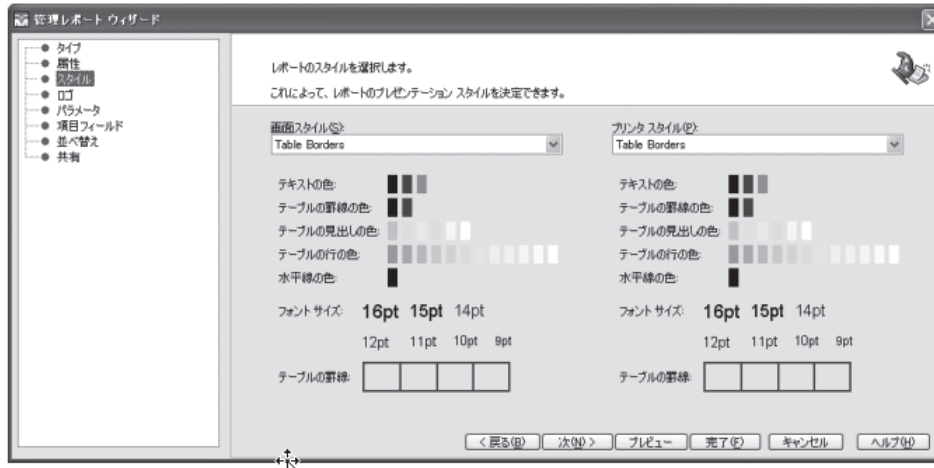 管理レポート ウィザード
タイプ
属性
スタイル
ロゴ
パラメータ
項目フィールド
並べ替え
共有
レポートのスタイルを選択します。
これによって、レポートのプレゼンテーション スタイルを決定できます。
画面スタイル(S):
Table Borders
テキストの色:
テーブルの罫線の色:
テーブルの見出しの色:
テーブルの行の色:
水平線の色:
フォント サイズ: 16pt 15pt 14pt
12pt 11pt 10pt 9pt
テーブルの罫線:
プリンタ スタイル(P):
Table Borders
テキストの色:
テーブルの罫線の色:
テーブルの見出しの色:
テーブルの行の色:
水平線の色:
フォント サイズ: 16pt 15pt 14pt
12pt 11pt 10pt 9pt
テーブルの罫線:
< 戻る(B) 次(N) > プレビュー 完了(F) キャンセル ヘルプ(H)